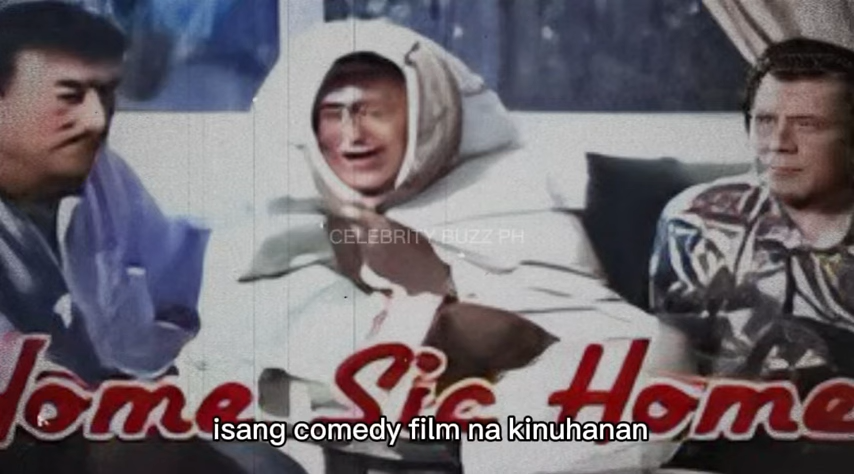 CELEBRITY BUZZ PH
Home Sic Home
isang comedy film na kinuhanan